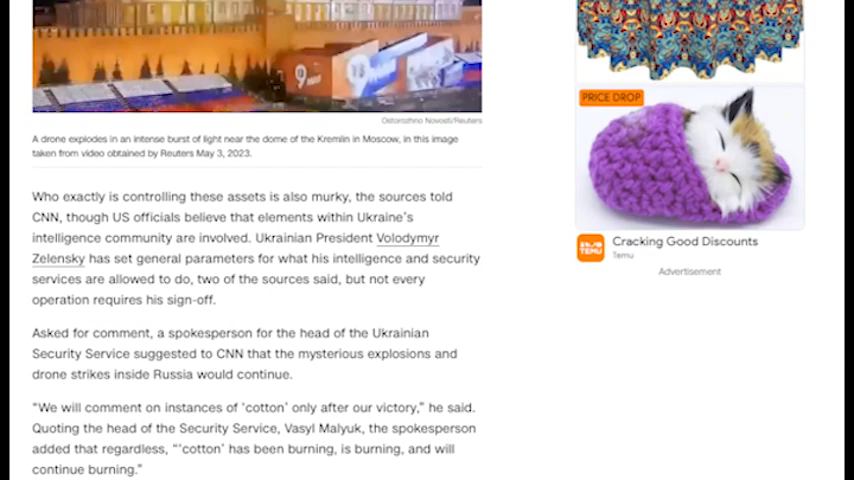 Ostorozhno Novosti/Reuters
A drone explodes in an intense burst of light near the dome of the Kremlin in Moscow, in this image
taken from video obtained by Reuters May 3, 2023.
Who exactly is controlling these assets is also murky, the sources told
CNN, though US officials believe that elements within Ukraine's
intelligence community are involved. Ukrainian President Volodymyr
Zelensky has set general parameters for what his intelligence and security
services are allowed to do, two of the sources said, but not every
operation requires his sign-off.
Asked for comment, a spokesperson for the head of the Ukrainian
Security Service suggested to CNN that the mysterious explosions and
drone strikes inside Russia would continue.
“We will comment on instances of ‘cotton’ only after our victory,” he said.
Quoting the head of the Security Service, Vasyl Malyuk, the spokesperson
added that regardless, “‘cotton’ has been burning, is burning, and will
continue burning.”
PRICE DROP
TEMU
Cracking Good Discounts
Temu
Advertisement